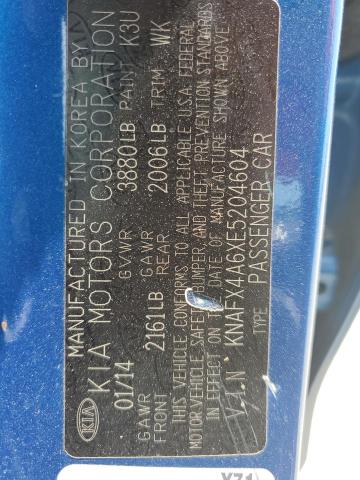 MANUFACTURED IN KOREA BY
KIA KIA MOTORS CORPORATION
01/14 GVWR 3880LB PAINT K3U
GAWR FRONT 2161LB GAWR REAR 2006LB TRIM WK
THIS VEHICLE CONFORMS TO ALL APPLICABLE U.S.A. FEDERAL
MOTOR VEHICLE SAFETY, BUMPER AND THEFT PREVENTION STANDARDS
IN EFFECT ON DATE OF MANUFACTURE SHOWN ABOVE
V.I.N KNAFX4A6XE5204604
TYPE PASSENGER CAR